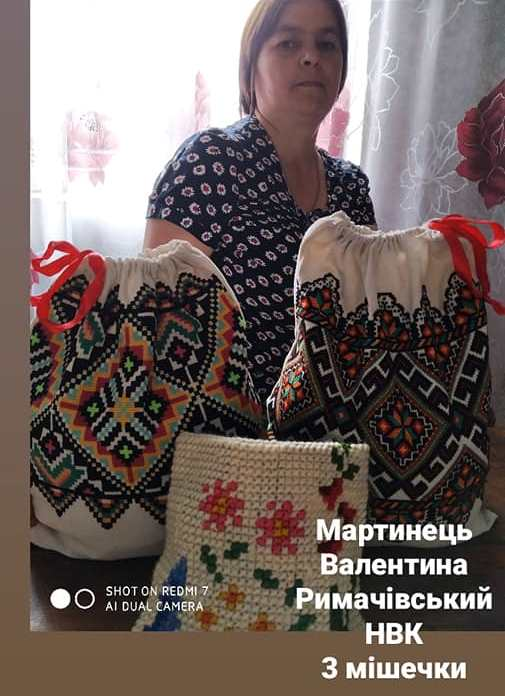 Мартинець
Валентина
Римачівський
НВК
3 мішечки
SHOT ON REDMI 7
AI DUAL CAMERA